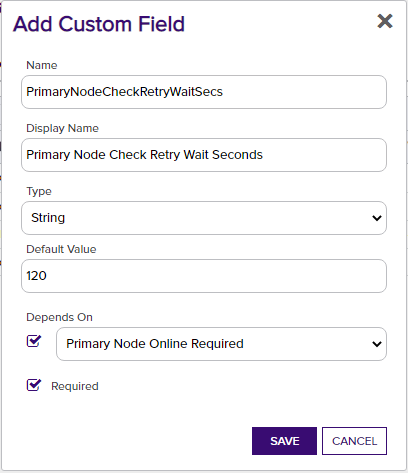 Add Custom Field
Name
PrimaryNodeCheckRetryWaitSecs
Display Name
Primary Node Check Retry Wait Seconds
Type
String
Default Value
120
Depends On
Primary Node Online Required
Required
SAVE CANCEL